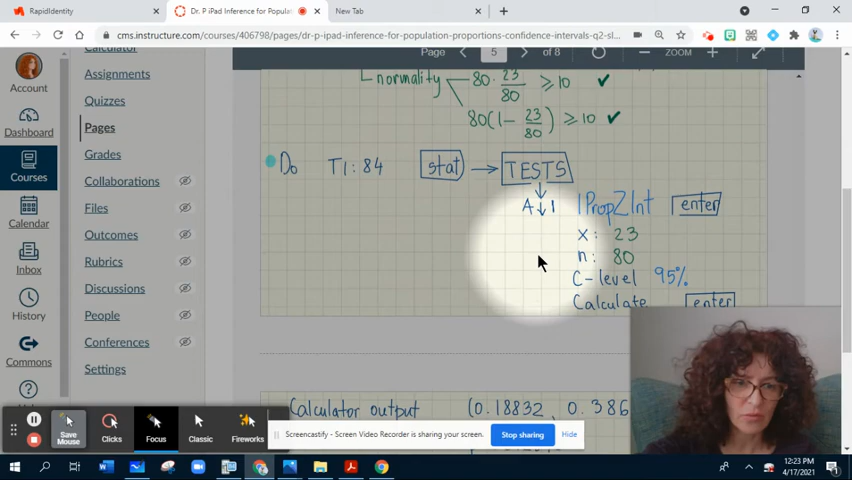 RapidIdentity
Dr. P iPad Inference for Populat
New Tab
cms.instructure.com/courses/406798/pages/dr-p-ipad-inference-for-population-proportions-confidence-intervals-q2-sl
Calculator
Page 5 of 8 ZOOM
Account
Assignments
Quizzes
Dashboard
Pages
Grades
Courses
Collaborations
Files
Calendar
Outcomes
Inbox
Rubrics
Discussions
History
People
Conferences
Commons
Settings
Help
normality 80 · 23/80 ≥ 10 ✓
80(1 - 23/80) ≥ 10 ✓
Do TI: 84 stat → TESTS
A ↓ 1PropZInt enter
x: 23
n: 80
C-level 95%
Calculate enter
Calculator output (0.18832, 0.386
Save Mouse
Clicks
Focus
Classic
Fireworks
Screencastify - Screen Video Recorder is sharing your screen.
Stop sharing
Hide
12:23 PM
4/17/2021